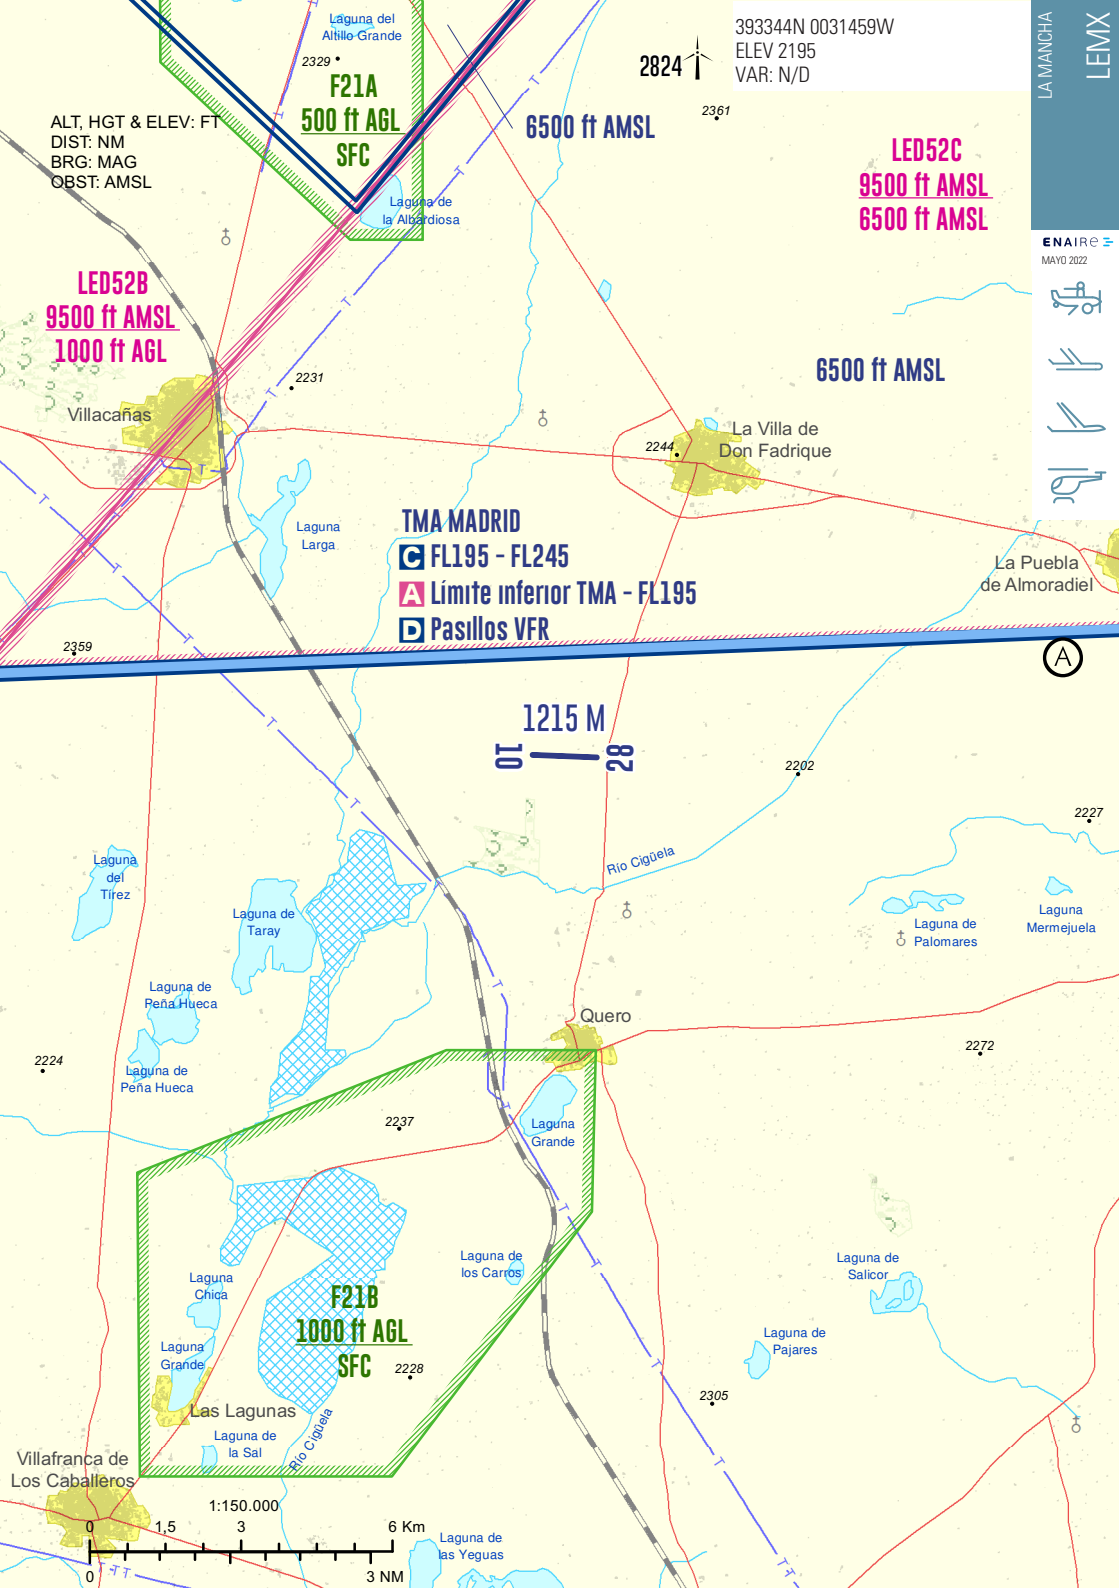 Laguna del
Altillo Grande
2329
F21A
500 ft AGL
SFC
393344N 0031459W
ELEV 2195
VAR: N/D
LA MANCHA
LEMX
2824
2361
6500 ft AMSL
ALT, HGT & ELEV: FT
DIST: NM
BRG: MAG
OBST: AMSL
LED52C
9500 ft AMSL
6500 ft AMSL
Laguna de
la Albardiosa
ENAIRe
MAYO 2022
LED52B
9500 ft AMSL
1000 ft AGL
2231
6500 ft AMSL
Villacañas
La Villa de
Don Fadrique
2244
T
Laguna
Larga
TMA MADRID
C FL195 - FL245
A Límite inferior TMA - FL195
D Pasillos VFR
La Puebla
de Almoradiel
2359
A
1215 M
10
28
2202
2227
Río Cigüela
Laguna
del
Tírez
Laguna de
Taray
Laguna de
Palomares
Laguna
Mermejuela
Laguna de
Peña Hueca
Quero
2224
Laguna de
Peña Hueca
2272
2237
Laguna
Grande
Laguna de
los Carros
Laguna de
Salicor
Laguna
Chica
F21B
1000 ft AGL
SFC
Laguna
Grande
2228
Laguna de
Pajares
2305
Las Lagunas
Laguna de
la Sal
Río Cigüela
Villafranca de
Los Caballeros
1:150.000
0 1,5 3 6 Km
0 3 NM
Laguna de
las Yeguas